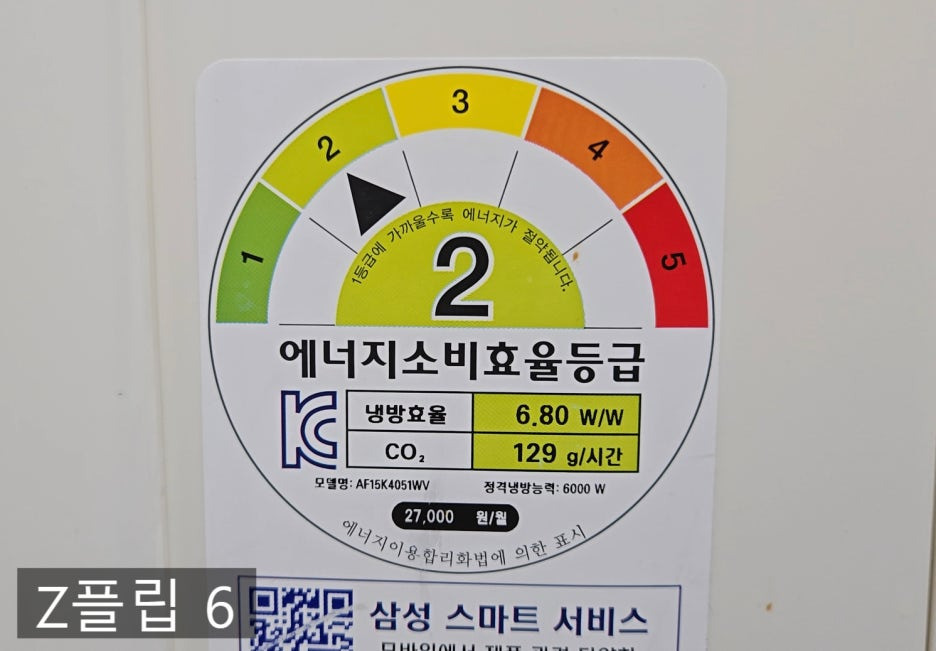 1
2
3
4
5
1등급에 가까울수록 에너지가 절약됩니다.
2
에너지소비효율등급
냉방효율 6.80 W/W
CO₂ 129 g/시간
모델명: AF15K4051WV 정격냉방능력: 6000 W
27,000 원/월
에너지이용합리화법에 의한 표시
Z플립 6
삼성 스마트 서비스